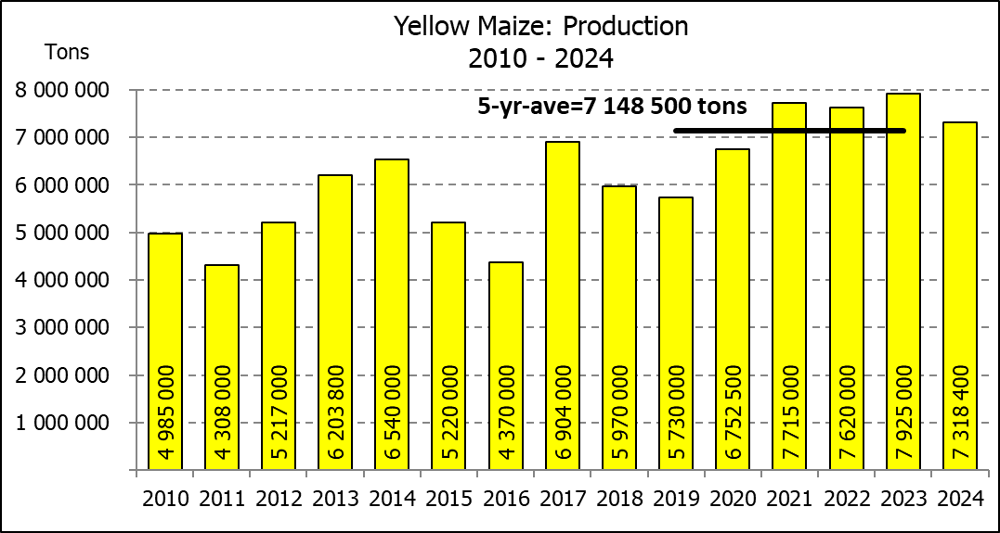 Yellow Maize: Production
2010 - 2024
Tons
8 000 000
7 000 000
6 000 000
5 000 000
4 000 000
3 000 000
2 000 000
1 000 000
5-yr-ave=7 148 500 tons
4 985 000
4 308 000
5 217 000
6 203 800
6 540 000
5 220 000
4 370 000
6 904 000
5 970 000
5 730 000
6 752 500
7 715 000
7 620 000
7 925 000
7 318 400
2010 2011 2012 2013 2014 2015 2016 2017 2018 2019 2020 2021 2022 2023 2024